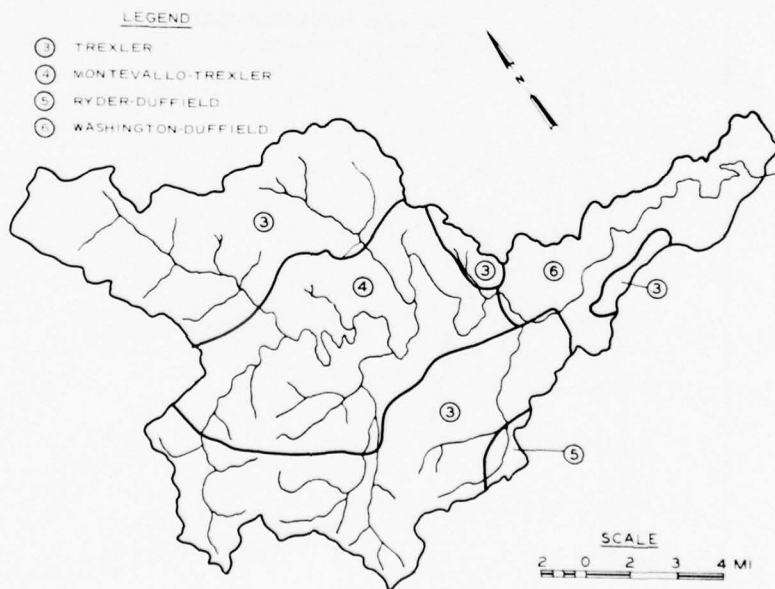 LEGEND
3 TREXLER
4 MONTEVALLO-TREXLER
5 RYDER-DUFFIELD
6 WASHINGTON-DUFFIELD
N
3
3
6
4
3
3
5
SCALE
2 0 2 3 4 MI